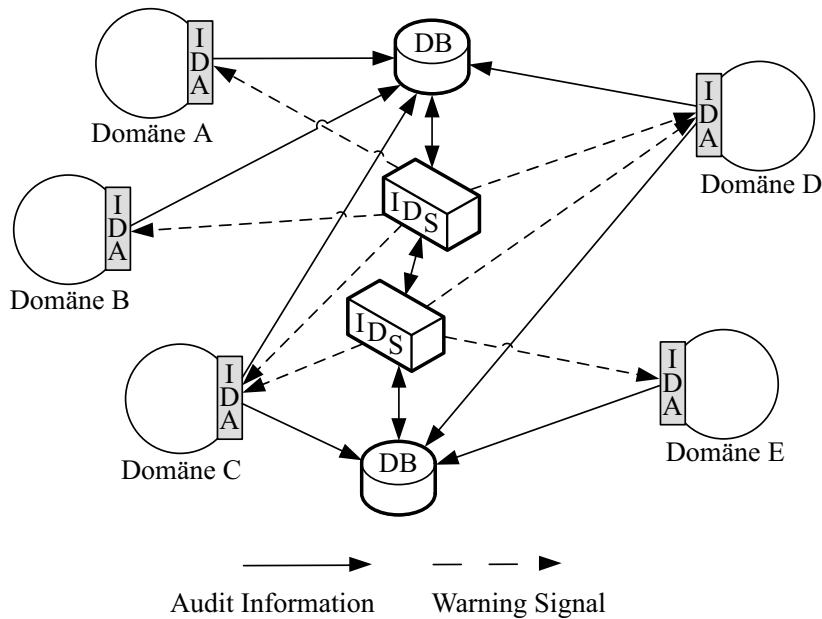 IDA
DB
Domäne A
IDA
Domäne D
IDS
IDA
Domäne B
IDS
IDA
Domäne C
IDA
Domäne E
DB
Audit Information
Warning Signal